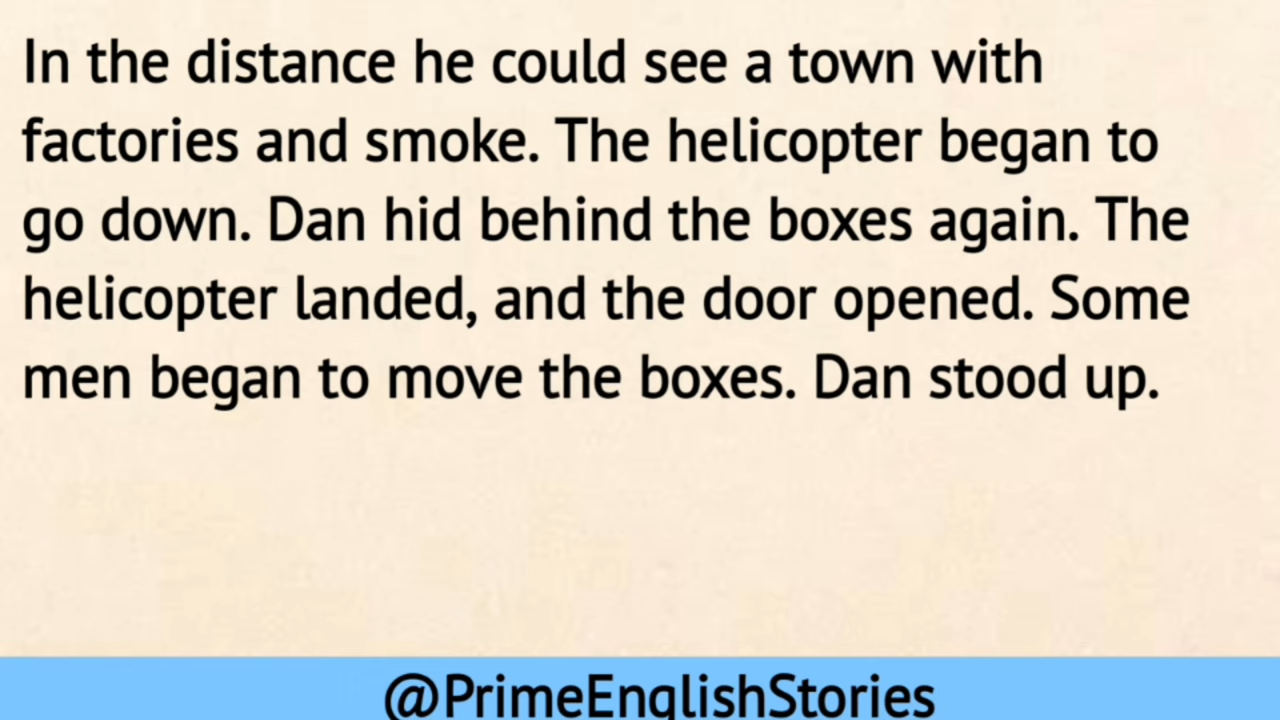 In the distance he could see a town with
factories and smoke. The helicopter began to
go down. Dan hid behind the boxes again. The
helicopter landed, and the door opened. Some
men began to move the boxes. Dan stood up.
@PrimeEnglishStories